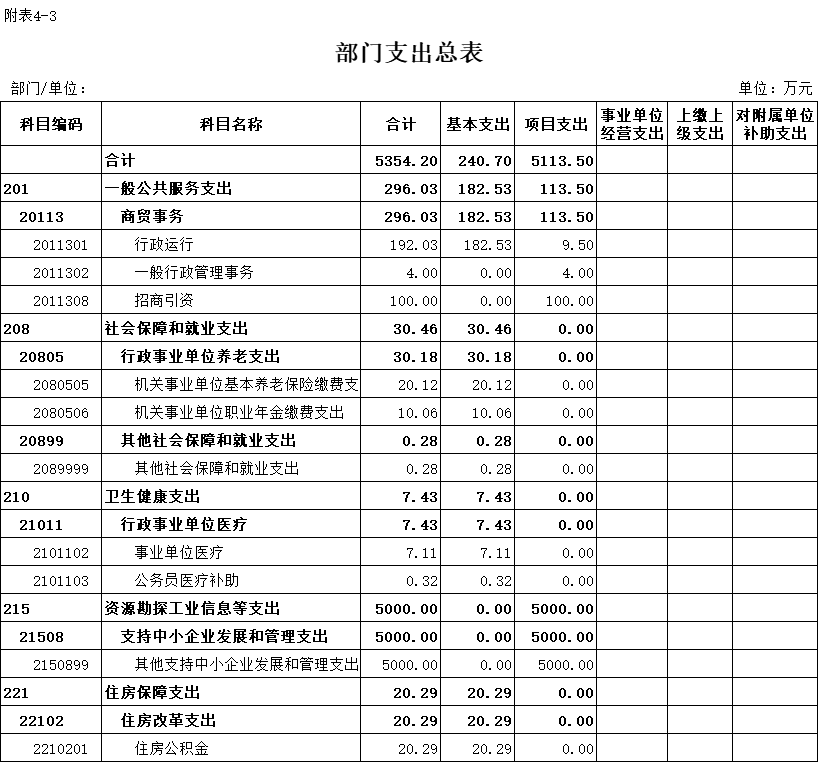 附表4-3
部门支出总表
部门/单位： 单位：万元
科目编码 科目名称 合计 基本支出 项目支出 事业单位经营支出 上缴上级支出 对附属单位补助支出
合计 5354.20 240.70 5113.50
201 一般公共服务支出 296.03 182.53 113.50
20113 商贸事务 296.03 182.53 113.50
2011301 行政运行 192.03 182.53 9.50
2011302 一般行政管理事务 4.00 0.00 4.00
2011308 招商引资 100.00 0.00 100.00
208 社会保障和就业支出 30.46 30.46 0.00
20805 行政事业单位养老支出 30.18 30.18 0.00
2080505 机关事业单位基本养老保险缴费支 20.12 20.12 0.00
2080506 机关事业单位职业年金缴费支出 10.06 10.06 0.00
20899 其他社会保障和就业支出 0.28 0.28 0.00
2089999 其他社会保障和就业支出 0.28 0.28 0.00
210 卫生健康支出 7.43 7.43 0.00
21011 行政事业单位医疗 7.43 7.43 0.00
2101102 事业单位医疗 7.11 7.11 0.00
2101103 公务员医疗补助 0.32 0.32 0.00
215 资源勘探工业信息等支出 5000.00 0.00 5000.00
21508 支持中小企业发展和管理支出 5000.00 0.00 5000.00
2150899 其他支持中小企业发展和管理支出 5000.00 0.00 5000.00
221 住房保障支出 20.29 20.29 0.00
22102 住房改革支出 20.29 20.29 0.00
2210201 住房公积金 20.29 20.29 0.00